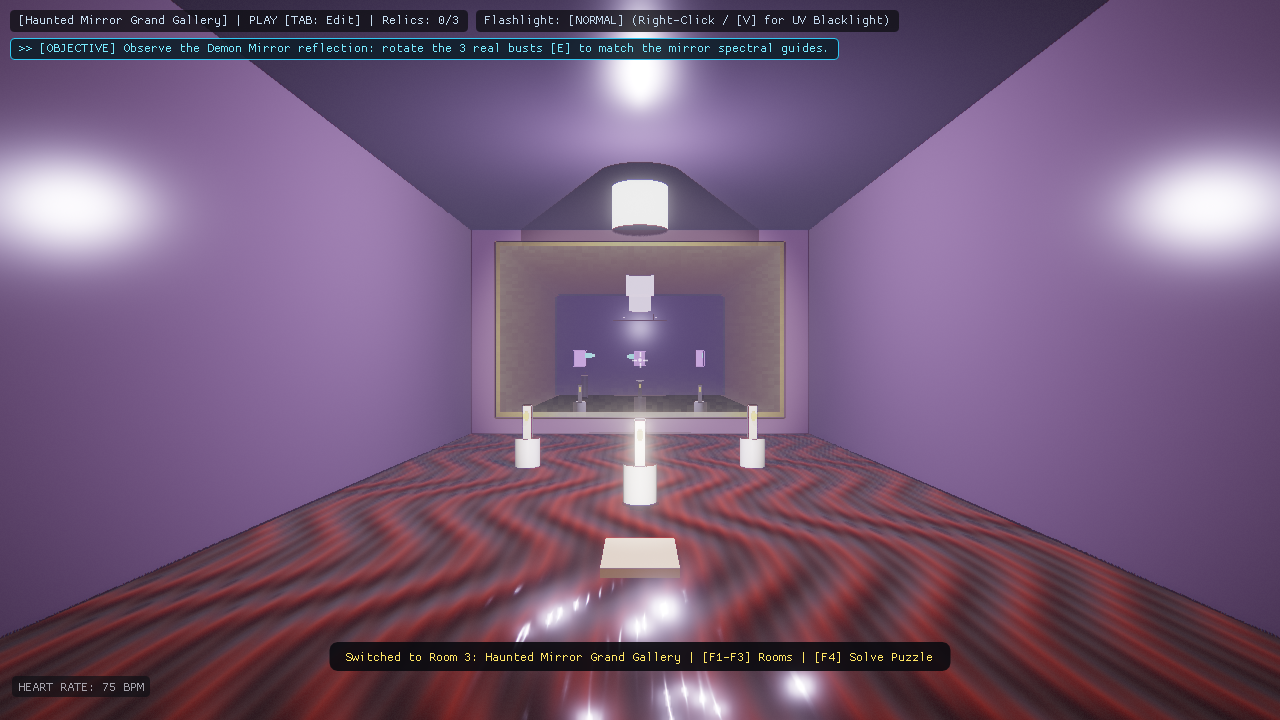 [Haunted Mirror Grand Gallery] | PLAY [TAB: Edit] | Relics: 0/3
Flashlight: [NORMAL] (Right-Click / [V] for UV Blacklight)
>> [OBJECTIVE] Observe the Demon Mirror reflection: rotate the 3 real busts [E] to match the mirror spectral guides.
Switched to Room 3: Haunted Mirror Grand Gallery | [F1-F3] Rooms | [F4] Solve Puzzle
HEART RATE: 75 BPM